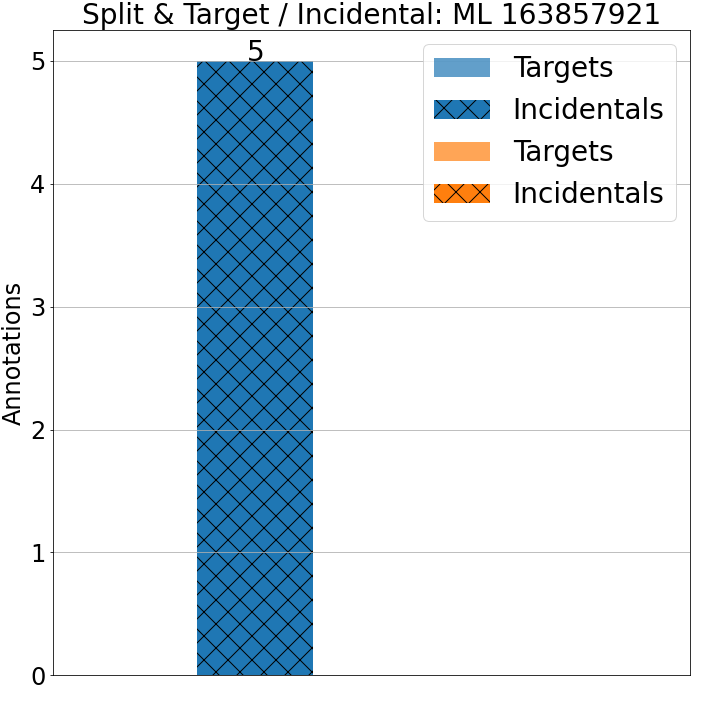 Split & Target / Incidental: ML 163857921
5
5
4
3
2
1
0
Annotations
Targets
Incidentals
Targets
Incidentals